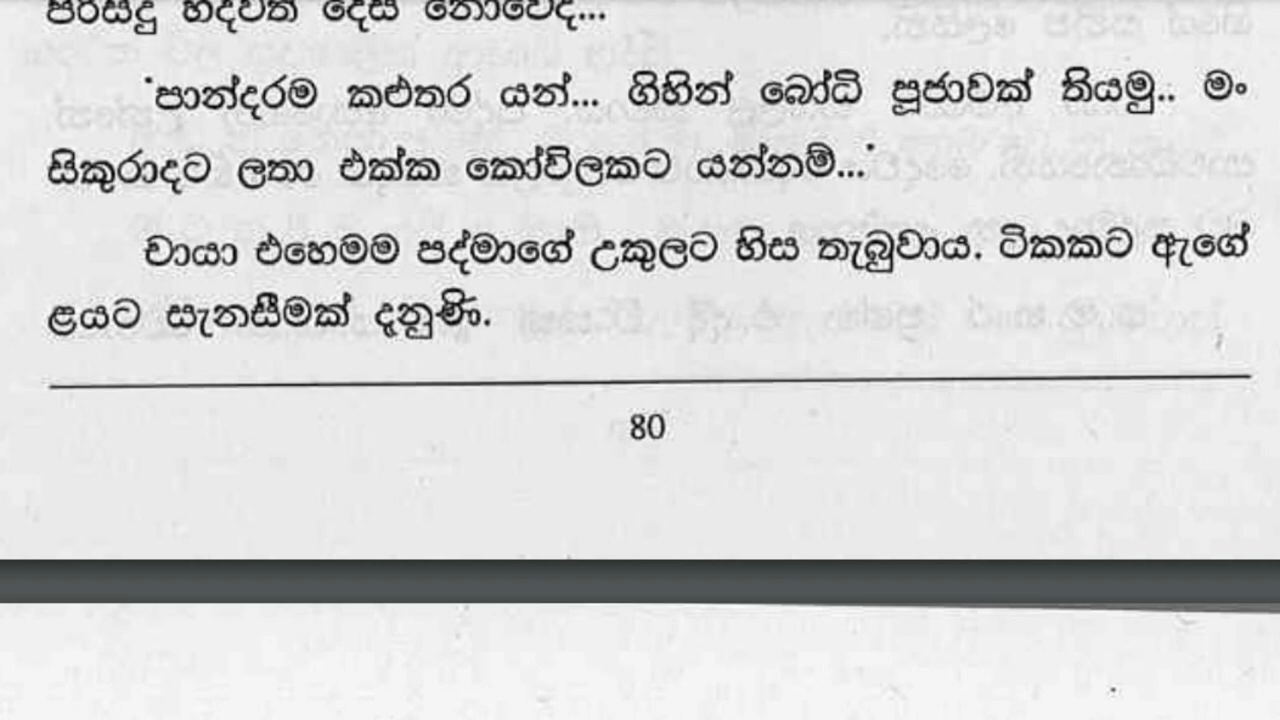 පිරිසිදු හදවත් දෙස නොවේද...
'පාන්දරම කළුතර යන්... ගිහින් බෝධි පූජාවක් තියමු.. මං
සිකුරාදට ලතා එක්ක කෝවිලකට යන්නම්...'
චායා එහෙමම පද්මාගේ උකුලට හිස තැබුවාය. ටිකකට ඇගේ
ළයට සැනසීමක් දනුණි.
80